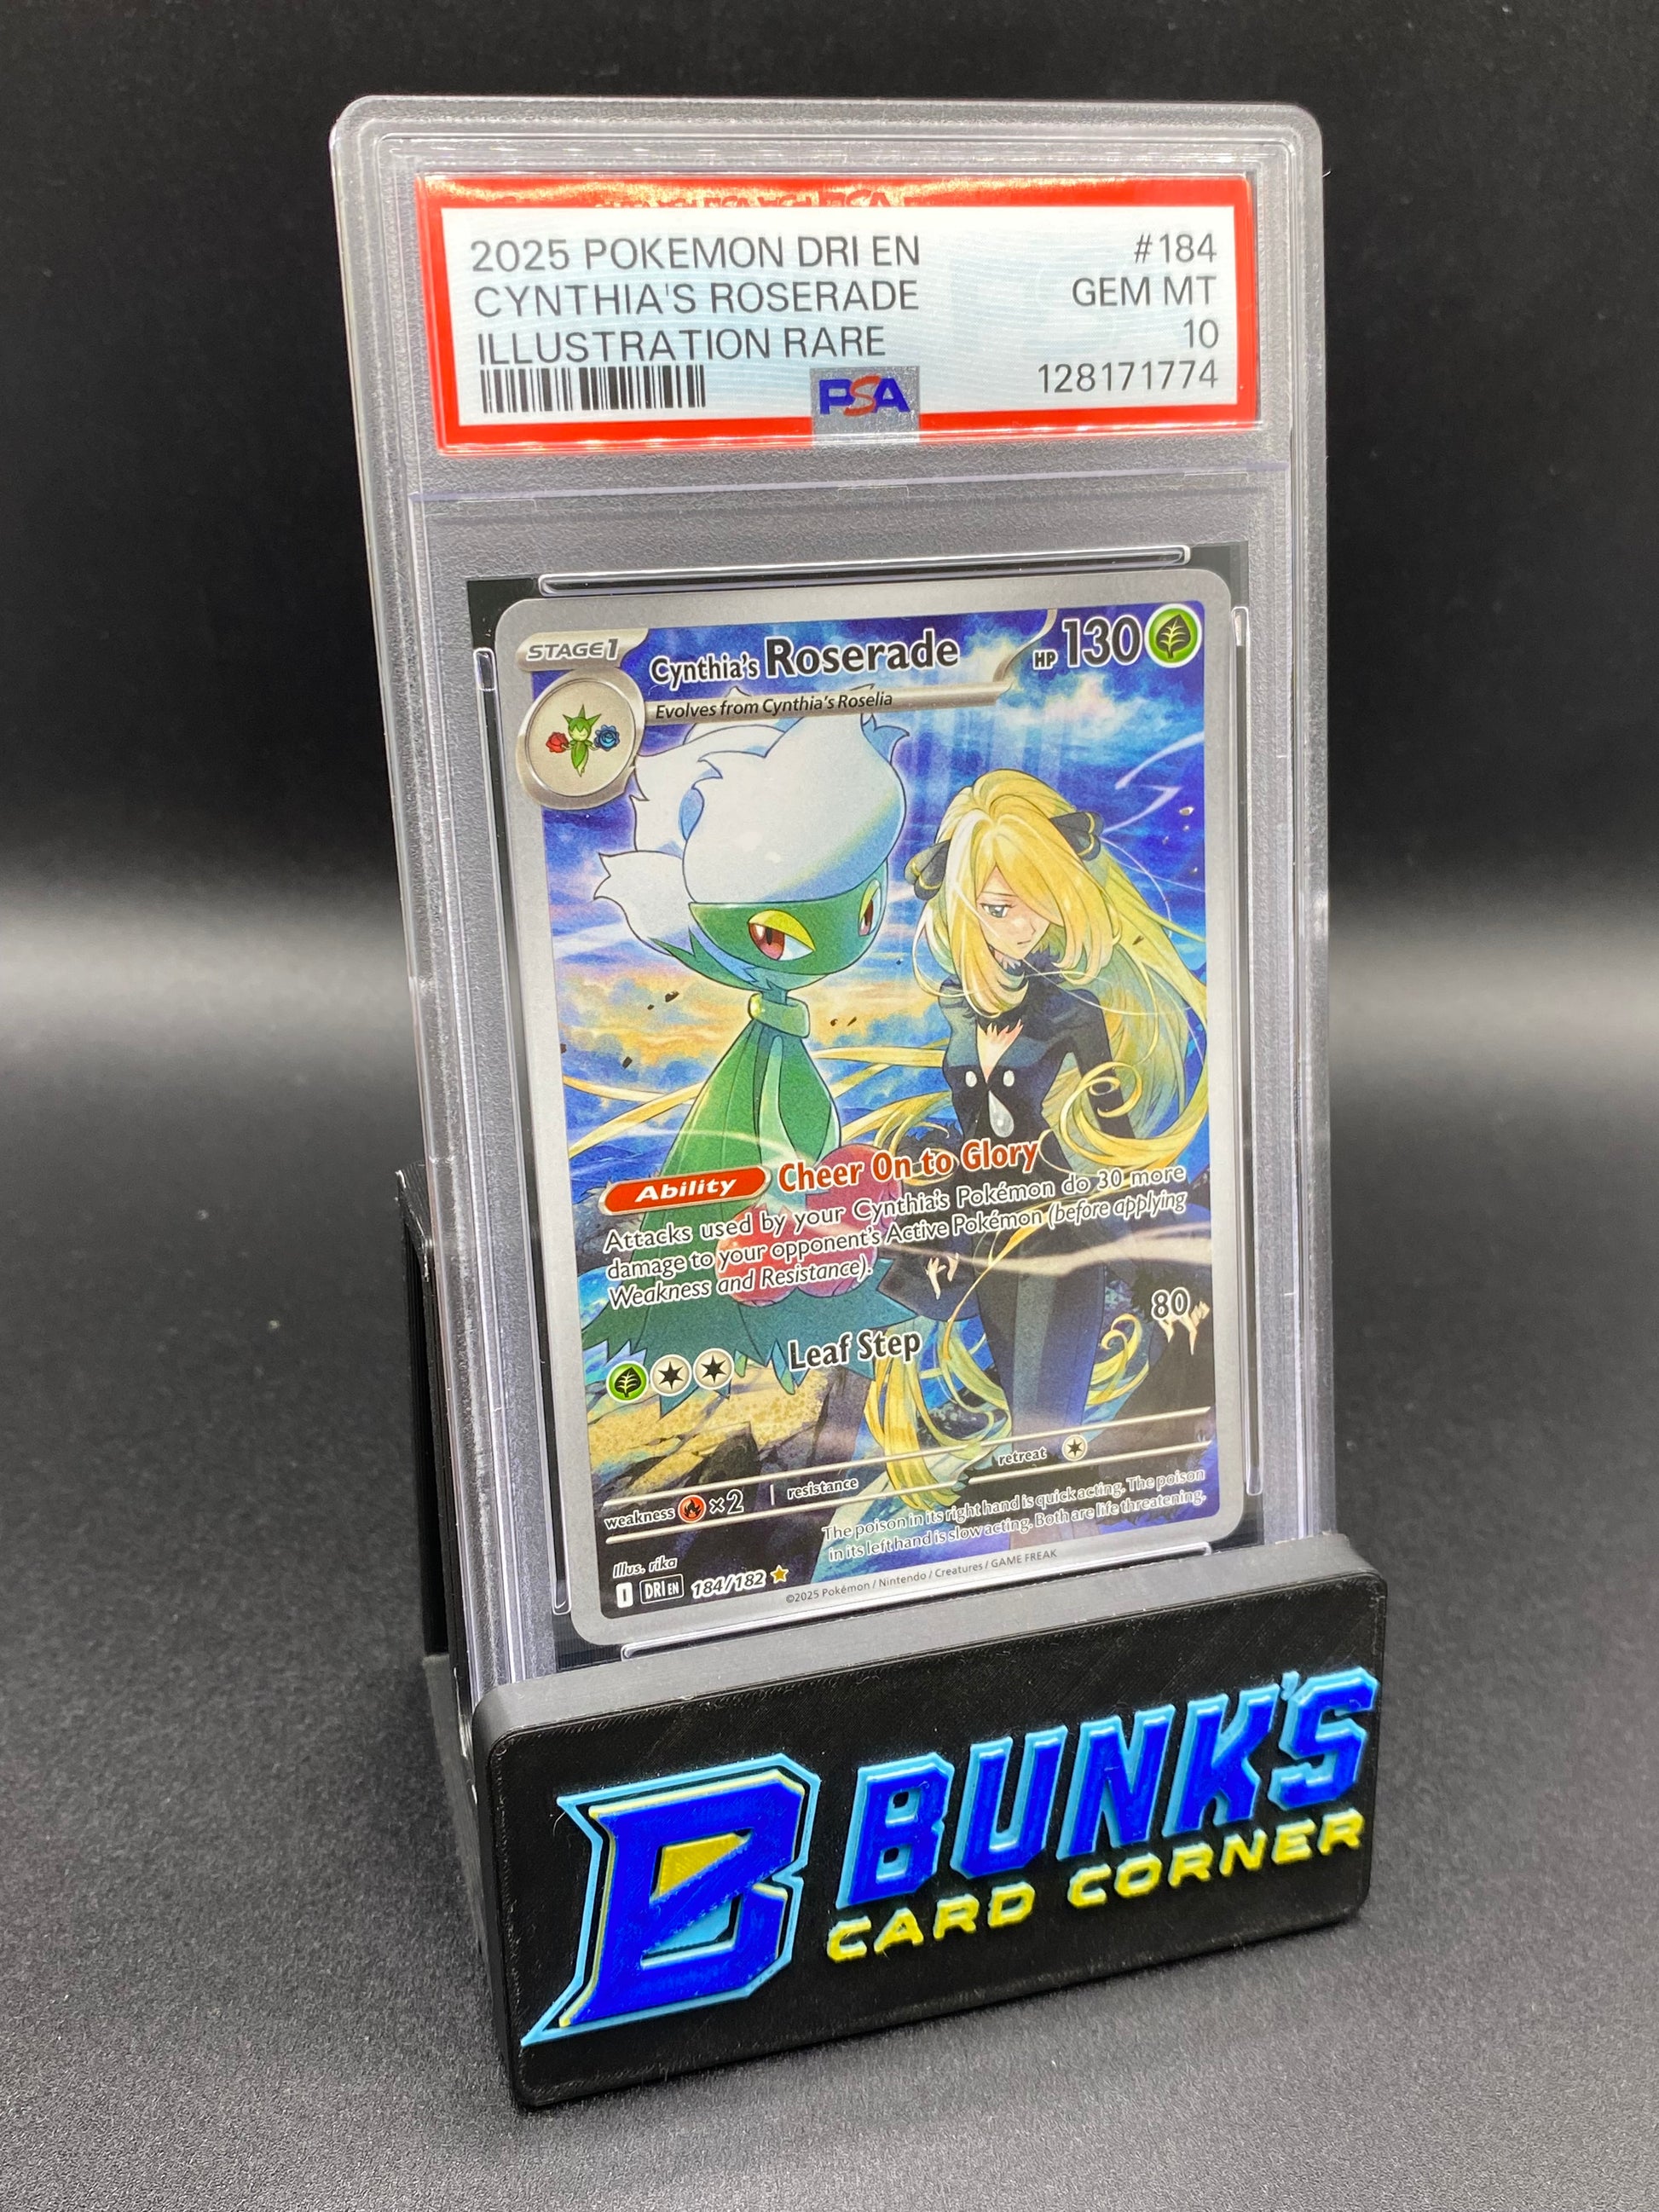 2025 POKEMON DRI EN #184
CYNTHIA'S ROSERADE GEM MT
ILLUSTRATION RARE 10
PSA 128171774
STAGE1
Cynthia's Roserade HP 130
Evolves from Cynthia's Roselia
Ability Cheer On to Glory
Attacks used by your Cynthia's Pokémon do 30 more
damage to your opponent's Active Pokémon (before applying
Weakness and Resistance).
Leaf Step 80
weakness ×2 resistance retreat
The poison in its right hand is quick acting. The poison
in its left hand is slow acting. Both are life threatening.
Illus. rika
I DRI EN 184/182
©2025 Pokémon / Nintendo / Creatures / GAME FREAK
B BUNK'S
CARD CORNER